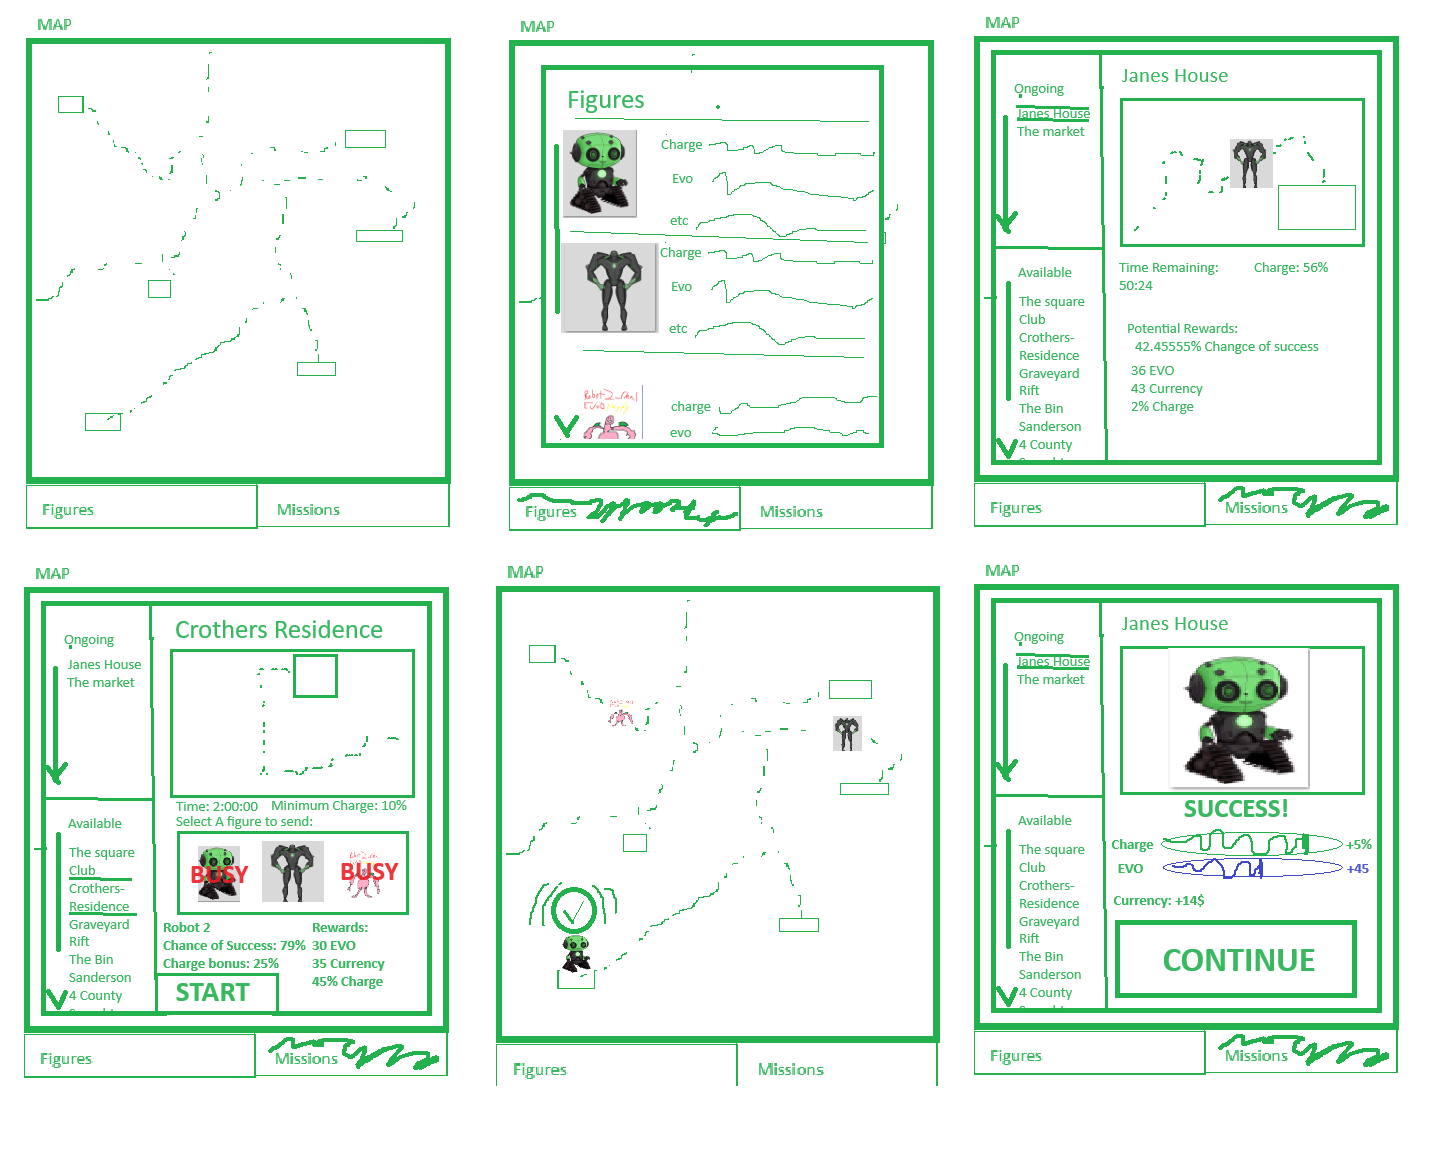 MAP
Figures
Missions
MAP
Figures
Charge
Evo
etc
Charge
Evo
etc
charge
evo
Figures
Missions
MAP
Ongoing
Janes House
The market
Available
The square
Club
Crothers-
Residence
Graveyard
Rift
The Bin
Sanderson
4 County
Janes House
Time Remaining:
50:24
Charge: 56%
Potential Rewards:
42.45555% Changce of success
36 EVO
43 Currency
2% Charge
Figures
Missions
MAP
Ongoing
Janes House
The market
Available
The square
Club
Crothers-
Residence
Graveyard
Rift
The Bin
Sanderson
4 County
Crothers Residence
Time: 2:00:00
Minimum Charge: 10%
Select A figure to send:
BUSY
BUSY
Robot 2
Chance of Success: 79%
Charge bonus: 25%
Rewards:
30 EVO
35 Currency
45% Charge
START
Figures
Missions
MAP
Figures
Missions
MAP
Ongoing
Janes House
The market
Available
The square
Club
Crothers-
Residence
Graveyard
Rift
The Bin
Sanderson
4 County
Janes House
SUCCESS!
Charge
+5%
EVO
+45
Currency: +14$
CONTINUE
Figures
Missions